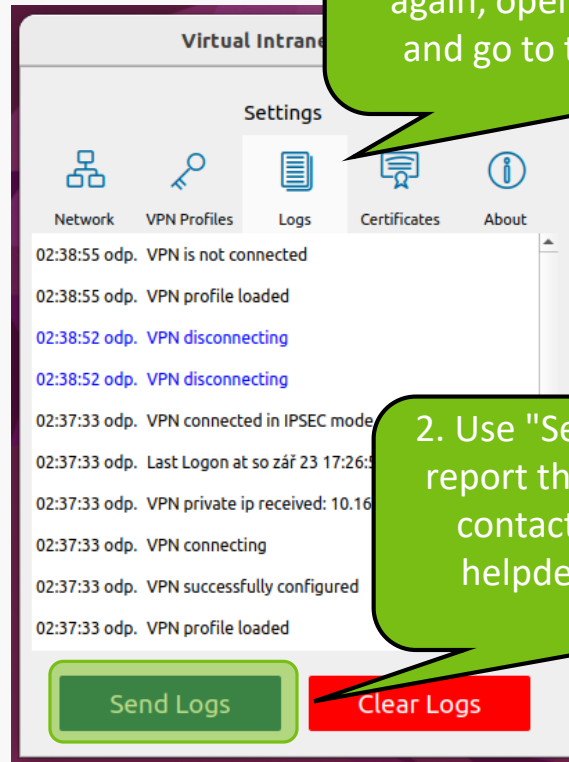 again, open
and go to t
Virtual Intrane
Settings
Network VPN Profiles Logs Certificates About
02:38:55 odp. VPN is not connected
02:38:55 odp. VPN profile loaded
02:38:52 odp. VPN disconnecting
02:38:52 odp. VPN disconnecting
02:37:33 odp. VPN connected in IPSEC mode
02:37:33 odp. Last Logon at so zář 23 17:26:
02:37:33 odp. VPN private ip received: 10.16
02:37:33 odp. VPN connecting
02:37:33 odp. VPN successfully configured
02:37:33 odp. VPN profile loaded
2. Use "Se
report th
contact
helpde
Send Logs Clear Logs